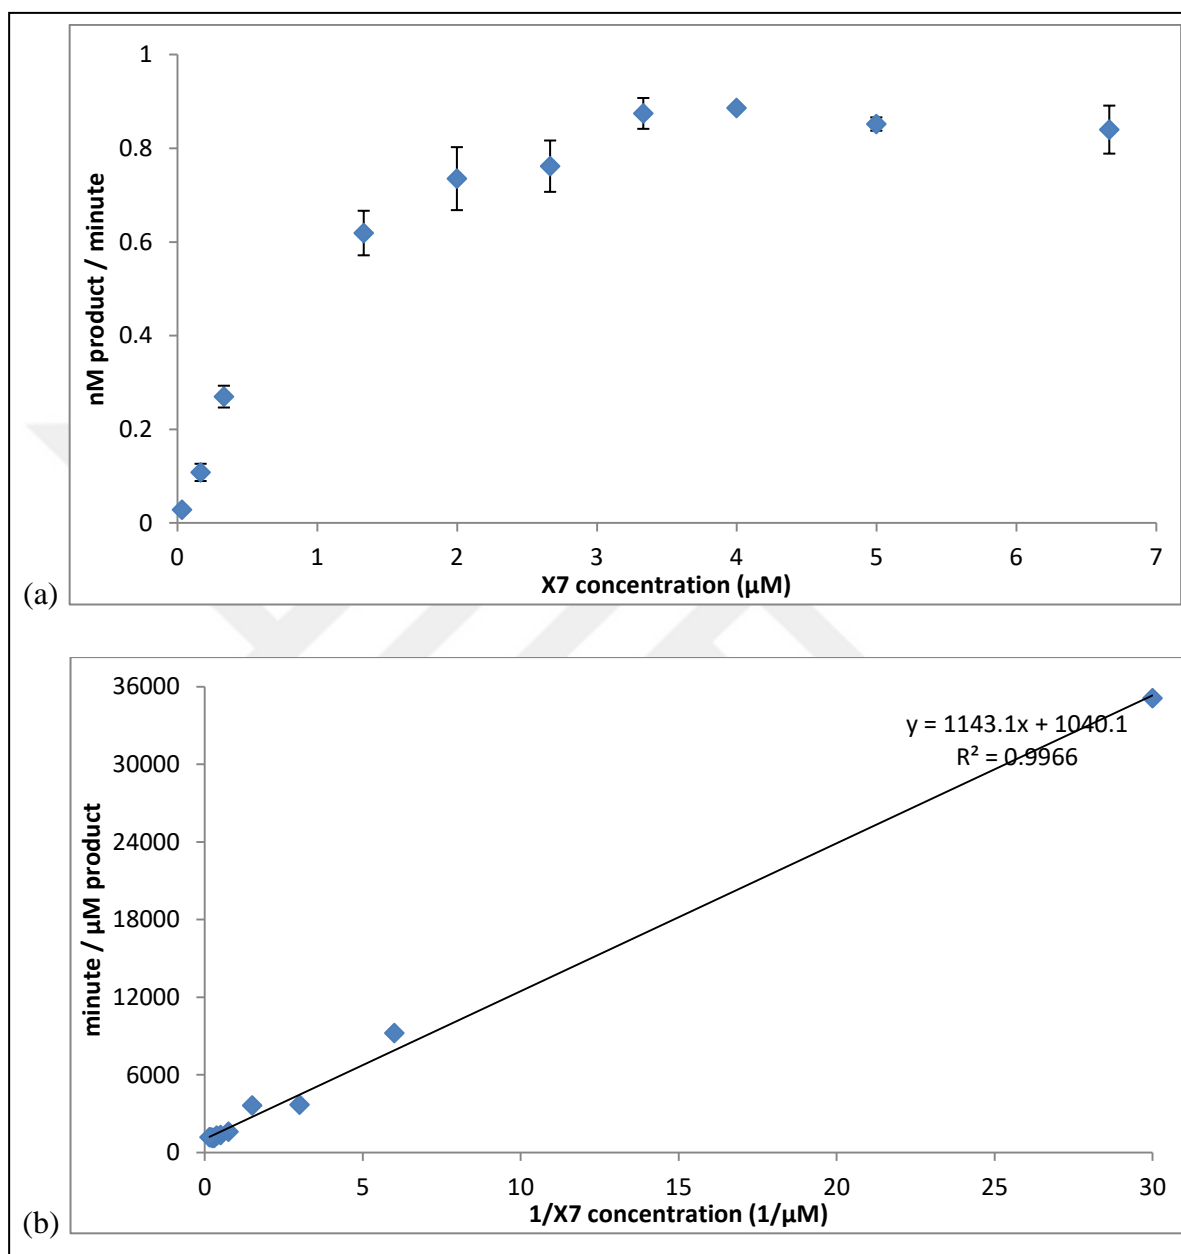 1
0.8
0.6
0.4
0.2
0
nM product / minute
0 1 2 3 4 5 6 7
X7 concentration (µM)
(a)
36000
30000
24000
18000
12000
6000
0
minute / µM product
y = 1143.1x + 1040.1
R² = 0.9966
0 5 10 15 20 25 30
1/X7 concentration (1/µM)
(b)